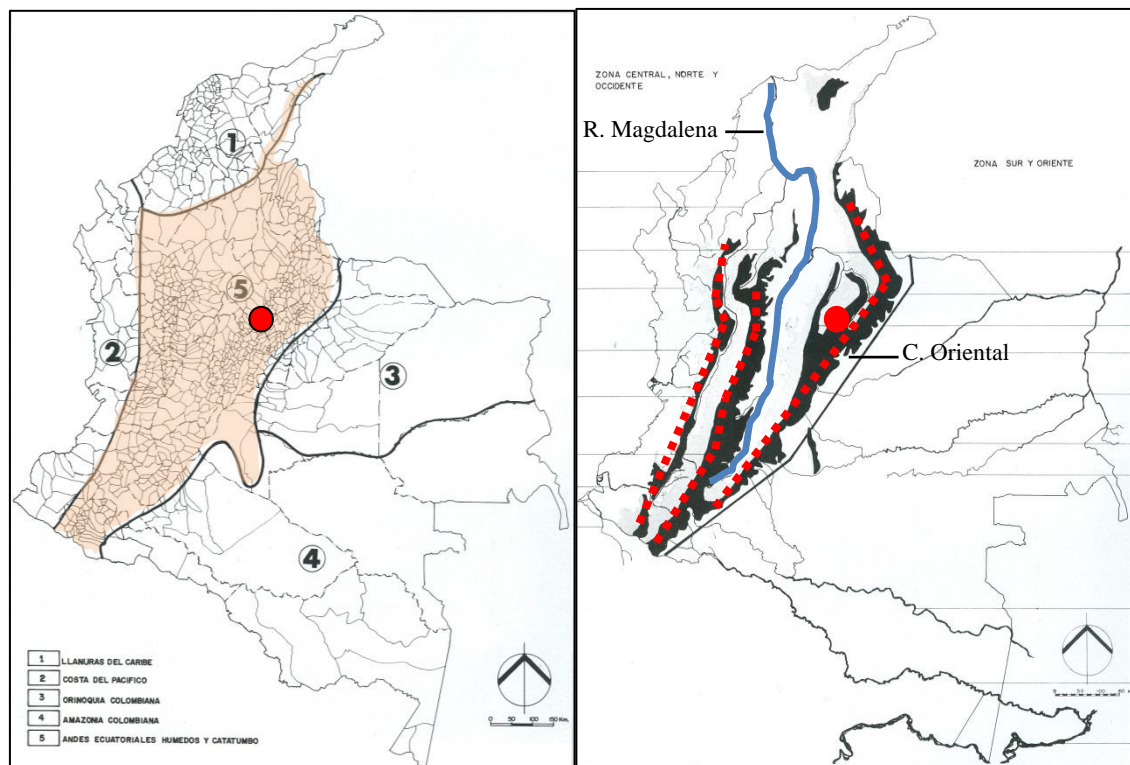 1
2
3
4
5
1 LLANURAS DEL CARIBE
2 COSTA DEL PACIFICO
3 ORINOQUIA COLOMBIANA
4 AMAZONIA COLOMBIANA
5 ANDES ECUATORIALES HUMEDOS Y CATATUMBO
0 50 100 150 Km.
ZONA CENTRAL, NORTE Y
OCCIDENTE
R. Magdalena
ZONA SUR Y ORIENTE
C. Oriental